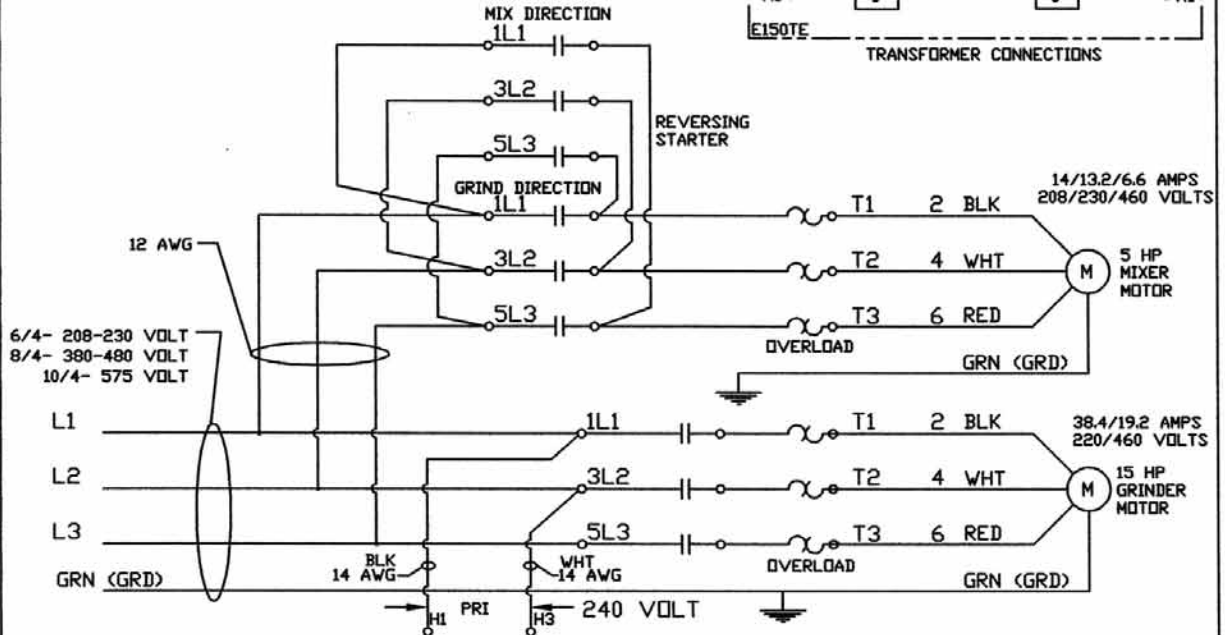 MIX DIRECTION
1L1
3L2
5L3
REVERSING
STARTER
E150TE
TRANSFORMER CONNECTIONS
GRIND DIRECTION
1L1
3L2
5L3
T1 2 BLK
T2 4 WHT
T3 6 RED
OVERLOAD
GRN (GRD)
14/13.2/6.6 AMPS
208/230/460 VOLTS
M
5 HP
MIXER
MOTOR
12 AWG
6/4- 208-230 VOLT
8/4- 380-480 VOLT
10/4- 575 VOLT
L1
L2
L3
GRN (GRD)
1L1
3L2
5L3
T1 2 BLK
T2 4 WHT
T3 6 RED
OVERLOAD
GRN (GRD)
38.4/19.2 AMPS
220/460 VOLTS
M
15 HP
GRINDER
MOTOR
BLK
14 AWG
WHT
14 AWG
PRI
240 VOLT
H1
H3